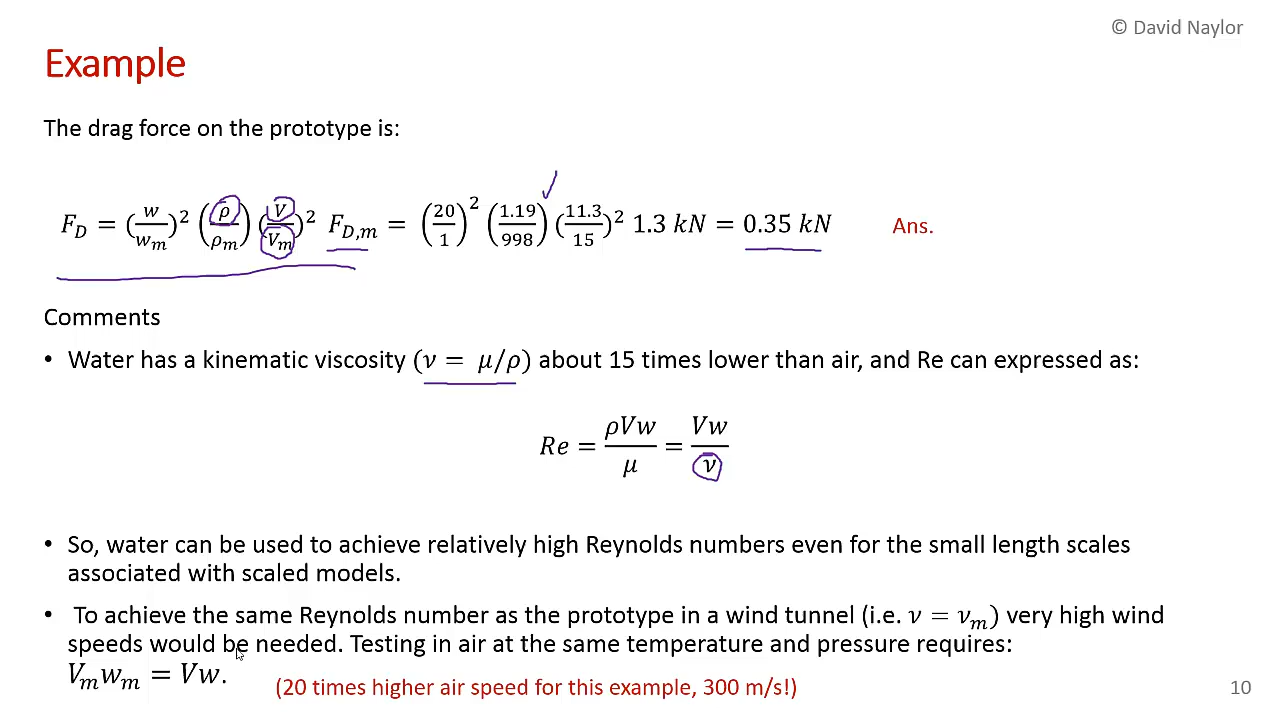 © David Naylor
Example
The drag force on the prototype is:
F_D = (w/w_m)² (ρ/ρ_m) (V/V_m)² F_{D,m} = (20/1)² (1.19/998) (11.3/15)² 1.3 kN = 0.35 kN Ans.
Comments
• Water has a kinematic viscosity (ν = μ/ρ) about 15 times lower than air, and Re can expressed as:
Re = ρVw/μ = Vw/ν
• So, water can be used to achieve relatively high Reynolds numbers even for the small length scales
associated with scaled models.
• To achieve the same Reynolds number as the prototype in a wind tunnel (i.e. ν = ν_m) very high wind
speeds would be needed. Testing in air at the same temperature and pressure requires:
V_m w_m = Vw.
(20 times higher air speed for this example, 300 m/s!)
10